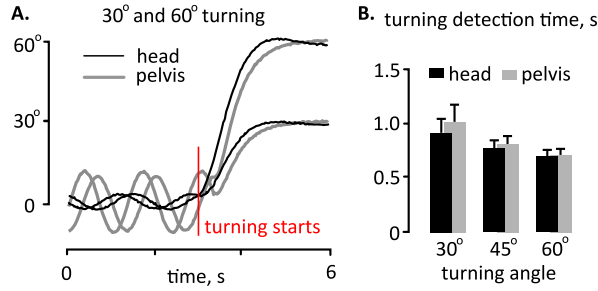 A.
30° and 60° turning
60°
30°
0
head
pelvis
turning starts
0
time, s
6
B.
turning detection time, s
1.5
1.0
0.5
0
head
pelvis
30°
45°
60°
turning angle